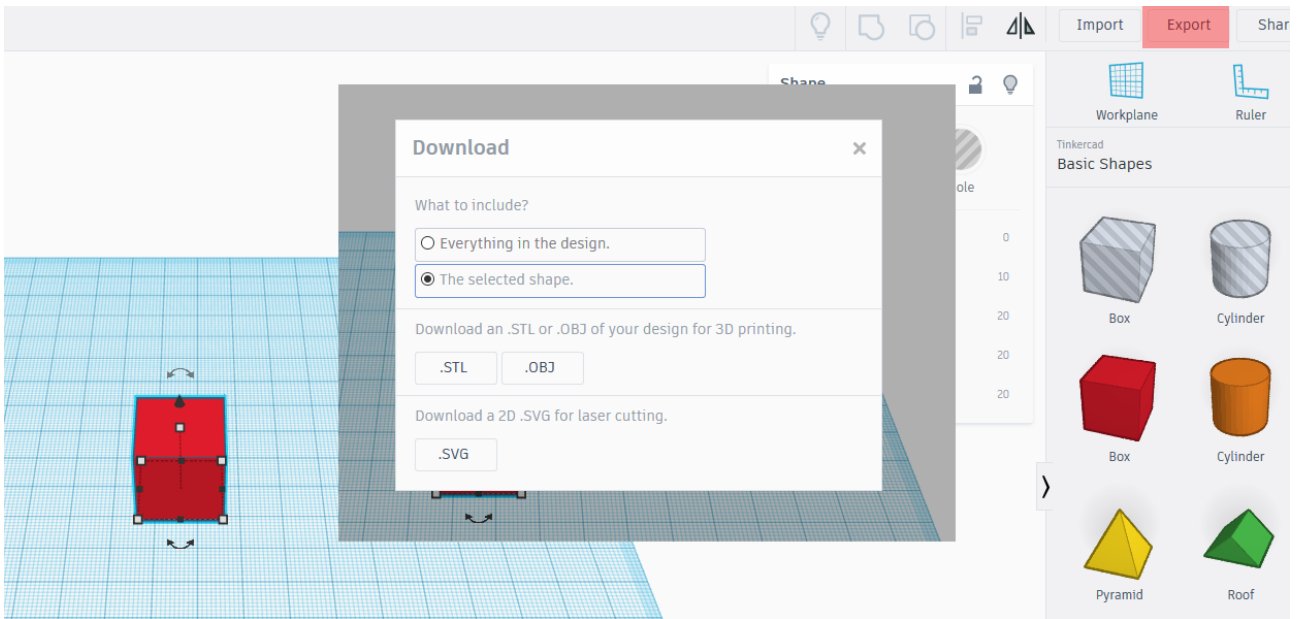 Import
Export
Shar
Shape
Workplane
Ruler
Tinkercad
Basic Shapes
Download
What to include?
Everything in the design.
The selected shape.
Download an .STL or .OBJ of your design for 3D printing.
.STL
.OBJ
Download a 2D .SVG for laser cutting.
.SVG
ole
0
10
20
20
20
Box
Cylinder
Box
Cylinder
Pyramid
Roof